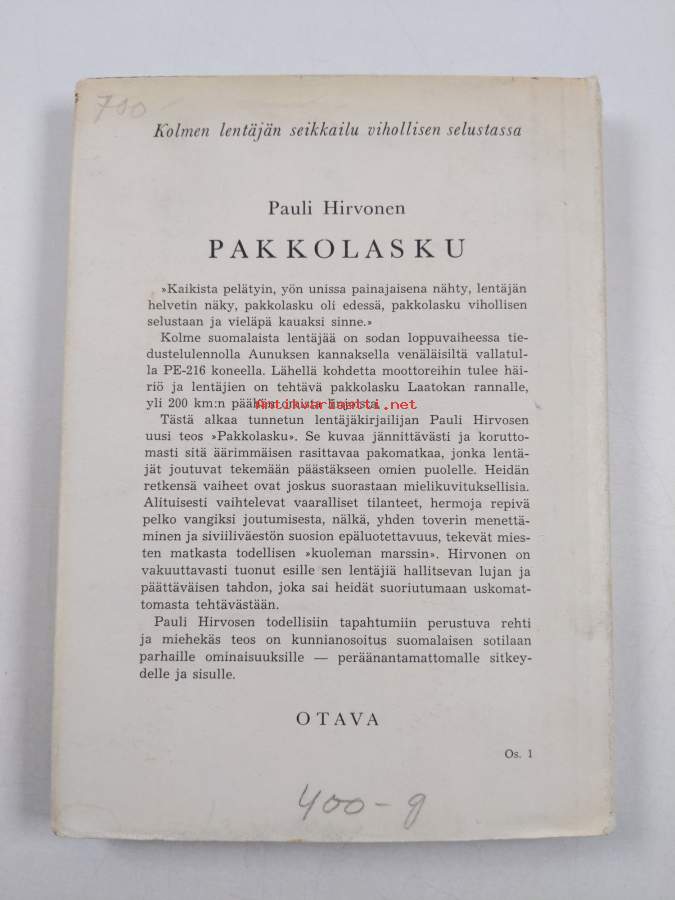 700
Kolmen lentäjän seikkailu vihollisen selustassa
Pauli Hirvonen
PAKKOLASKU
»Kaikista pelätyin, yön unissa painajaisena nähty, lentäjän
helvetin näky, pakkolasku oli edessä, pakkolasku vihollisen
selustaan ja vieläpä kauaksi sinne.»
Kolme suomalaista lentäjää on sodan loppuvaiheessa tie-
dustelulennolla Aunuksen kannaksella venäläisiltä vallatul-
la PE-216 koneella. Lähellä kohdetta moottoreihin tulee häi-
riö ja lentäjien on tehtävä pakkolasku Laatokan rannalle,
yli 200 km:n päähän omista linjoista.
Antikvariaatti.net
Tästä alkaa tunnetun lentäjäkirjailijan Pauli Hirvosen
uusi teos »Pakkolasku». Se kuvaa jännittävästi ja korutto-
masti sitä äärimmäisen rasittavaa pakomatkaa, jonka lentä-
jät joutuvat tekemään päästäkseen omien puolelle. Heidän
retkensä vaiheet ovat joskus suorastaan mielikuvituksellisia.
Alituisesti vaihtelevat vaaralliset tilanteet, hermoja repivä
pelko vangiksi joutumisesta, nälkä, yhden toverin menettä-
minen ja siviiliväestön suosion epäluotettavuus, tekevät mies-
ten matkasta todellisen »kuoleman marssin». Hirvonen on
vakuuttavasti tuonut esille sen lentäjiä hallitsevan lujan ja
päättäväisen tahdon, joka sai heidät suoriutumaan uskomat-
tomasta tehtävästään.
Pauli Hirvosen todellisiin tapahtumiin perustuva rehti
ja miehekäs teos on kunnianosoitus suomalaisen sotilaan
parhaille ominaisuuksille — peräänantamattomalle sitkey-
delle ja sisulle.
OTAVA
Os. 1
400-g